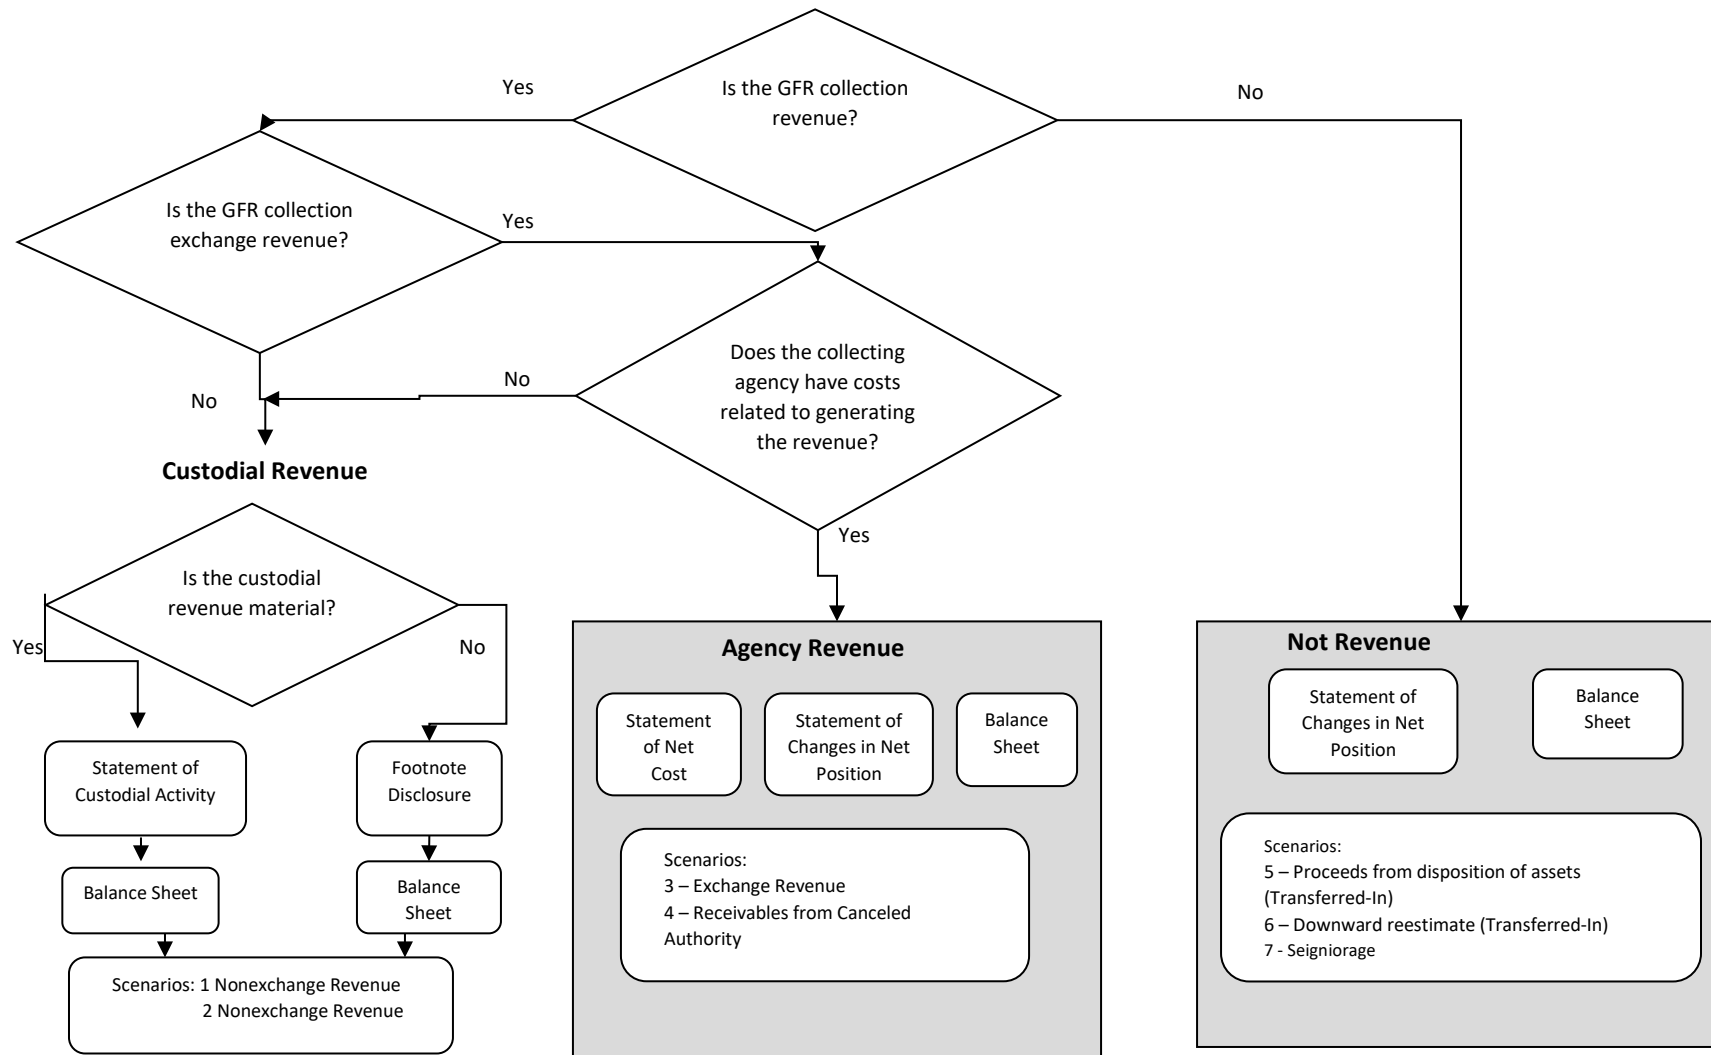 Yes
Is the GFR collection
revenue?
No
Is the GFR collection
exchange revenue?
Yes
Does the collecting
agency have costs
related to generating
the revenue?
No
No
Custodial Revenue
Yes
Is the custodial
revenue material?
Yes
No
Agency Revenue
Not Revenue
Statement
of Net
Cost
Statement of
Changes in Net
Position
Balance
Sheet
Statement of
Changes in Net
Position
Balance
Sheet
Statement of
Custodial Activity
Footnote
Disclosure
Balance Sheet
Balance
Sheet
Scenarios:
3 – Exchange Revenue
4 – Receivables from Canceled
Authority
Scenarios:
5 – Proceeds from disposition of assets
(Transferred-In)
6 – Downward reestimate (Transferred-In)
7 - Seigniorage
Scenarios: 1 Nonexchange Revenue
2 Nonexchange Revenue